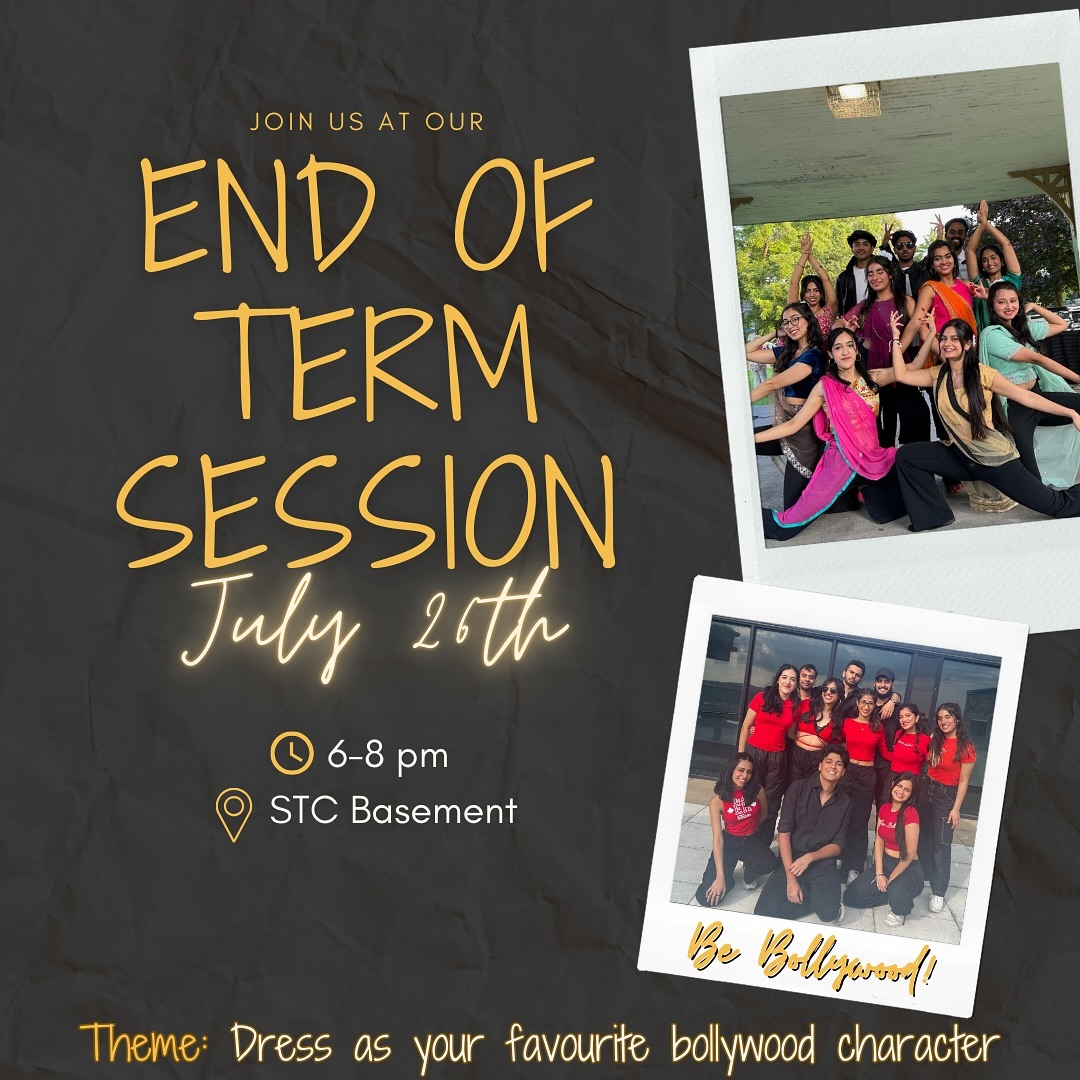 JOIN US AT OUR
END OF
TERM
SESSION
July 26th
6-8 pm
STC Basement
Be Bollywood!
Theme: Dress as your favourite bollywood character